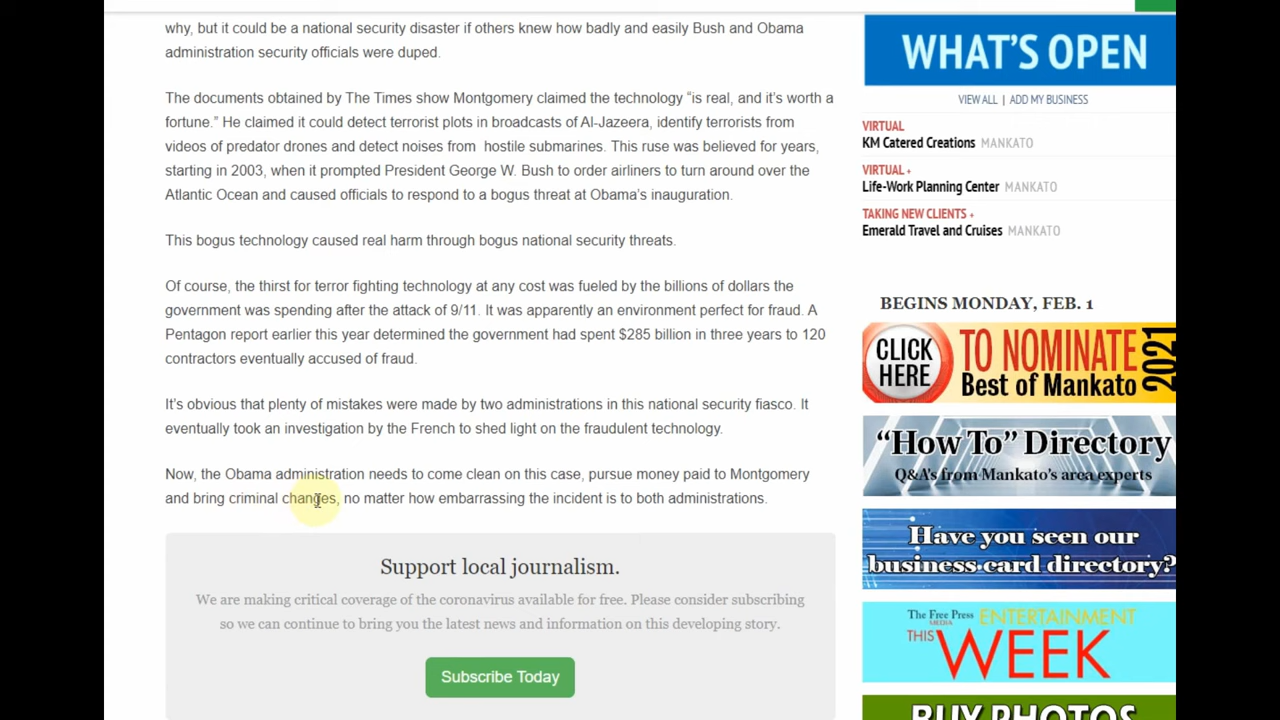 why, but it could be a national security disaster if others knew how badly and easily Bush and Obama
administration security officials were duped.
The documents obtained by The Times show Montgomery claimed the technology “is real, and it’s worth a
fortune.” He claimed it could detect terrorist plots in broadcasts of Al-Jazeera, identify terrorists from
videos of predator drones and detect noises from hostile submarines. This ruse was believed for years,
starting in 2003, when it prompted President George W. Bush to order airliners to turn around over the
Atlantic Ocean and caused officials to respond to a bogus threat at Obama’s inauguration.
This bogus technology caused real harm through bogus national security threats.
Of course, the thirst for terror fighting technology at any cost was fueled by the billions of dollars the
government was spending after the attack of 9/11. It was apparently an environment perfect for fraud. A
Pentagon report earlier this year determined the government had spent $285 billion in three years to 120
contractors eventually accused of fraud.
It’s obvious that plenty of mistakes were made by two administrations in this national security fiasco. It
eventually took an investigation by the French to shed light on the fraudulent technology.
Now, the Obama administration needs to come clean on this case, pursue money paid to Montgomery
and bring criminal changes, no matter how embarrassing the incident is to both administrations.
Support local journalism.
We are making critical coverage of the coronavirus available for free. Please consider subscribing
so we can continue to bring you the latest news and information on this developing story.
Subscribe Today
WHAT’S OPEN
VIEW ALL | ADD MY BUSINESS
VIRTUAL
KM Catered Creations MANKATO
VIRTUAL +
Life-Work Planning Center MANKATO
TAKING NEW CLIENTS +
Emerald Travel and Cruises MANKATO
BEGINS MONDAY, FEB. 1
CLICK HERE
TO NOMINATE
Best of Mankato
2021
“How To” Directory
Q&A’s from Mankato’s area experts
Have you seen our
business card directory?
The Free Press MEDIA ENTERTAINMENT
THIS WEEK
BUY PHOTOS